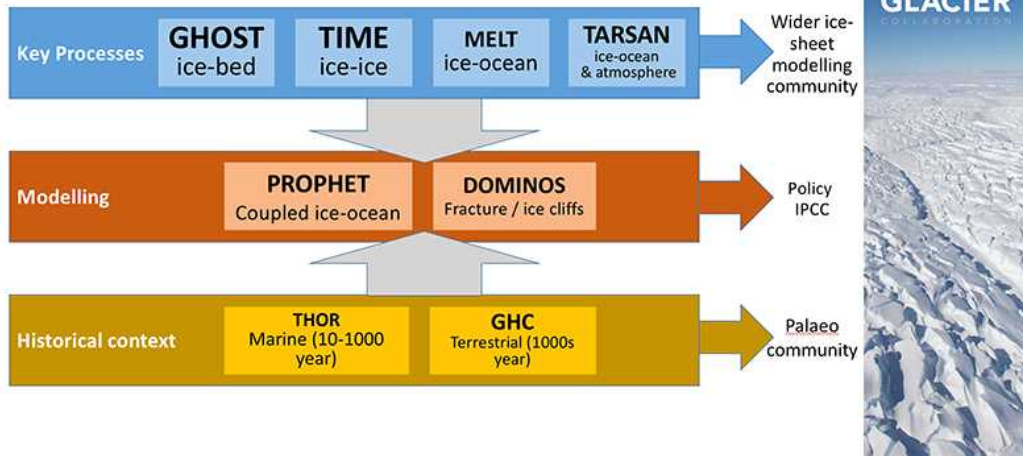 GLACIER
COLLABORATION
Key Processes
GHOST
ice-bed
TIME
ice-ice
MELT
ice-ocean
TARSAN
ice-ocean
& atmosphere
Wider ice-
sheet
modelling
community
Modelling
PROPHET
Coupled ice-ocean
DOMINOS
Fracture / ice cliffs
Policy
IPCC
Historical context
THOR
Marine (10-1000
year)
GHC
Terrestrial (1000s
year)
Palaeo
community